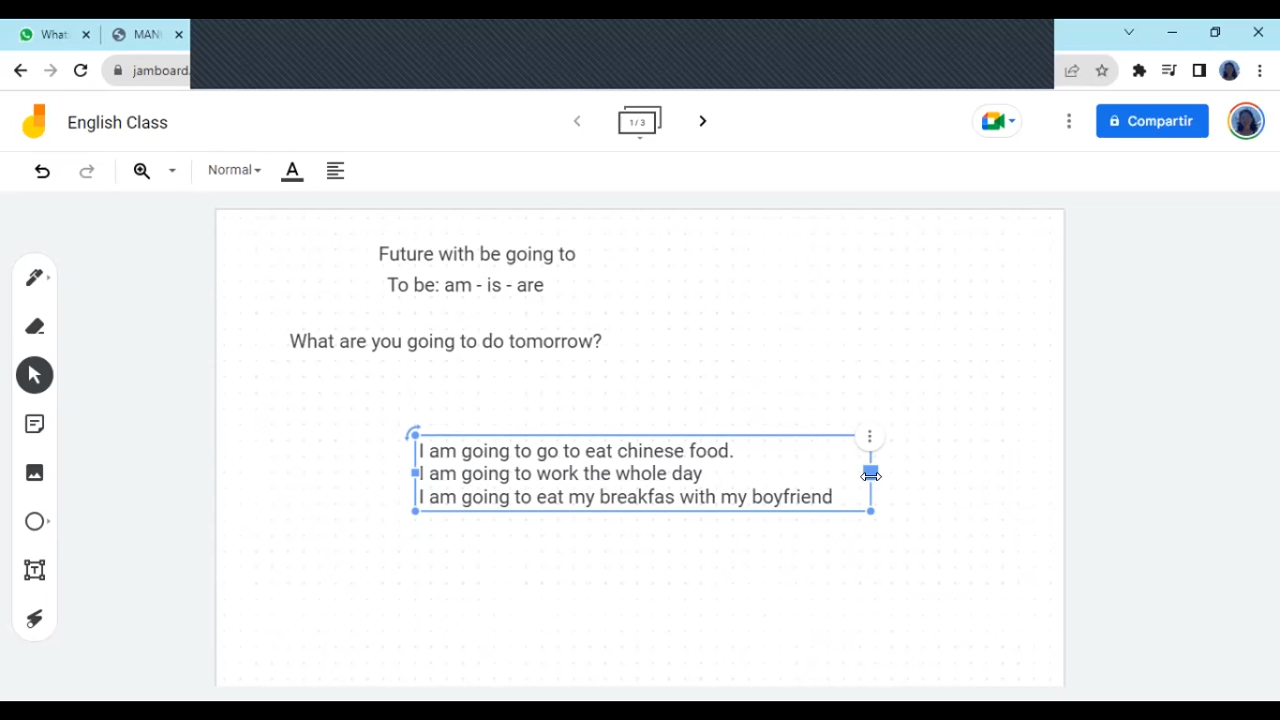 What
MAN
jamboard.
English Class
1/3
Compartir
Normal
A
Future with be going to
To be: am - is - are
What are you going to do tomorrow?
I am going to go to eat chinese food.
I am going to work the whole day
I am going to eat my breakfas with my boyfriend